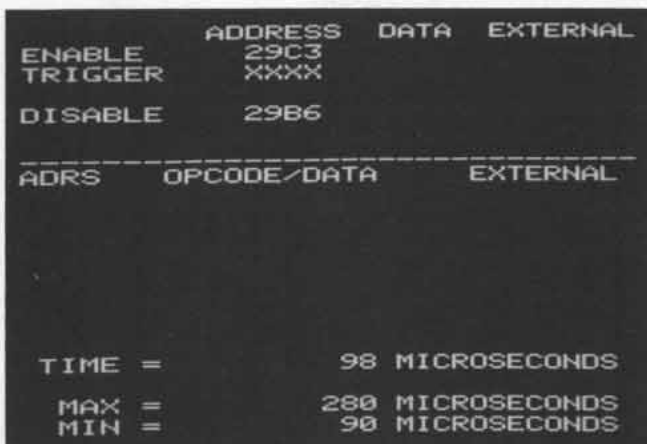 ADDRESS DATA EXTERNAL
ENABLE 29C3
TRIGGER XXXX
DISABLE 29B6
ADRS OPCODE/DATA EXTERNAL
TIME = 98 MICROSECONDS
MAX = 280 MICROSECONDS
MIN = 90 MICROSECONDS